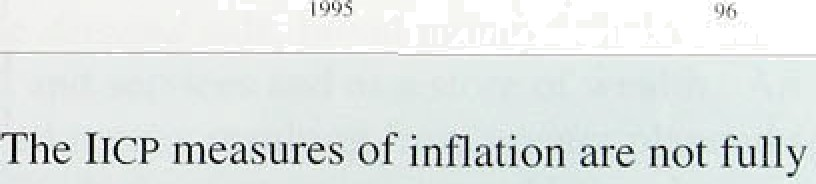 1995 96
The IICP measures of inflation are not fully